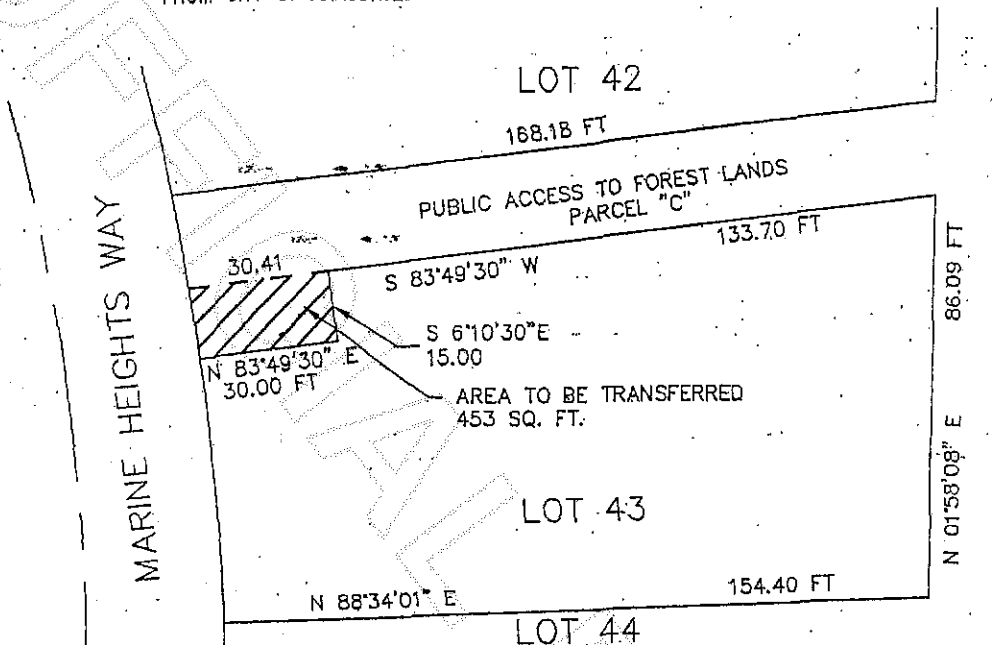 LOT 42
168.18 FT
PUBLIC ACCESS TO FOREST LANDS
PARCEL "C"
133.70 FT
30.41
S 83°49'30" W
86.09 FT
S 6°10'30"E
15.00
N 83°49'30" E
30.00 FT
AREA TO BE TRANSFERRED
453 SQ. FT.
MARINE HEIGHTS WAY
LOT 43
N 01°58'08" E
154.40 FT
N 88°34'01" E
LOT 44